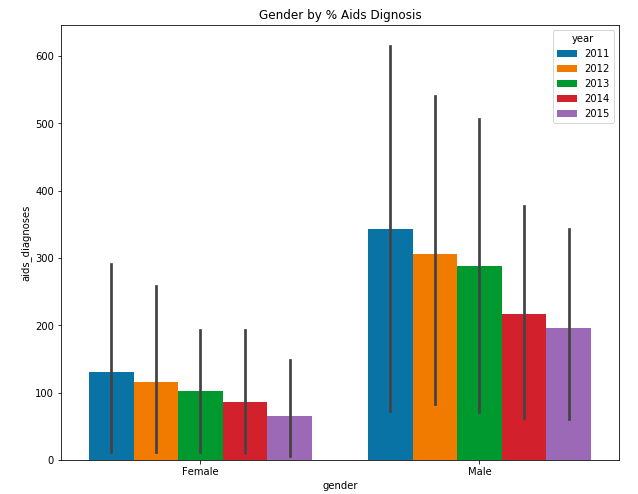 Gender by % Aids Dignosis
year
2011
2012
2013
2014
2015
600
500
400
300
200
100
0
aids_diagnoses
Female
Male
gender